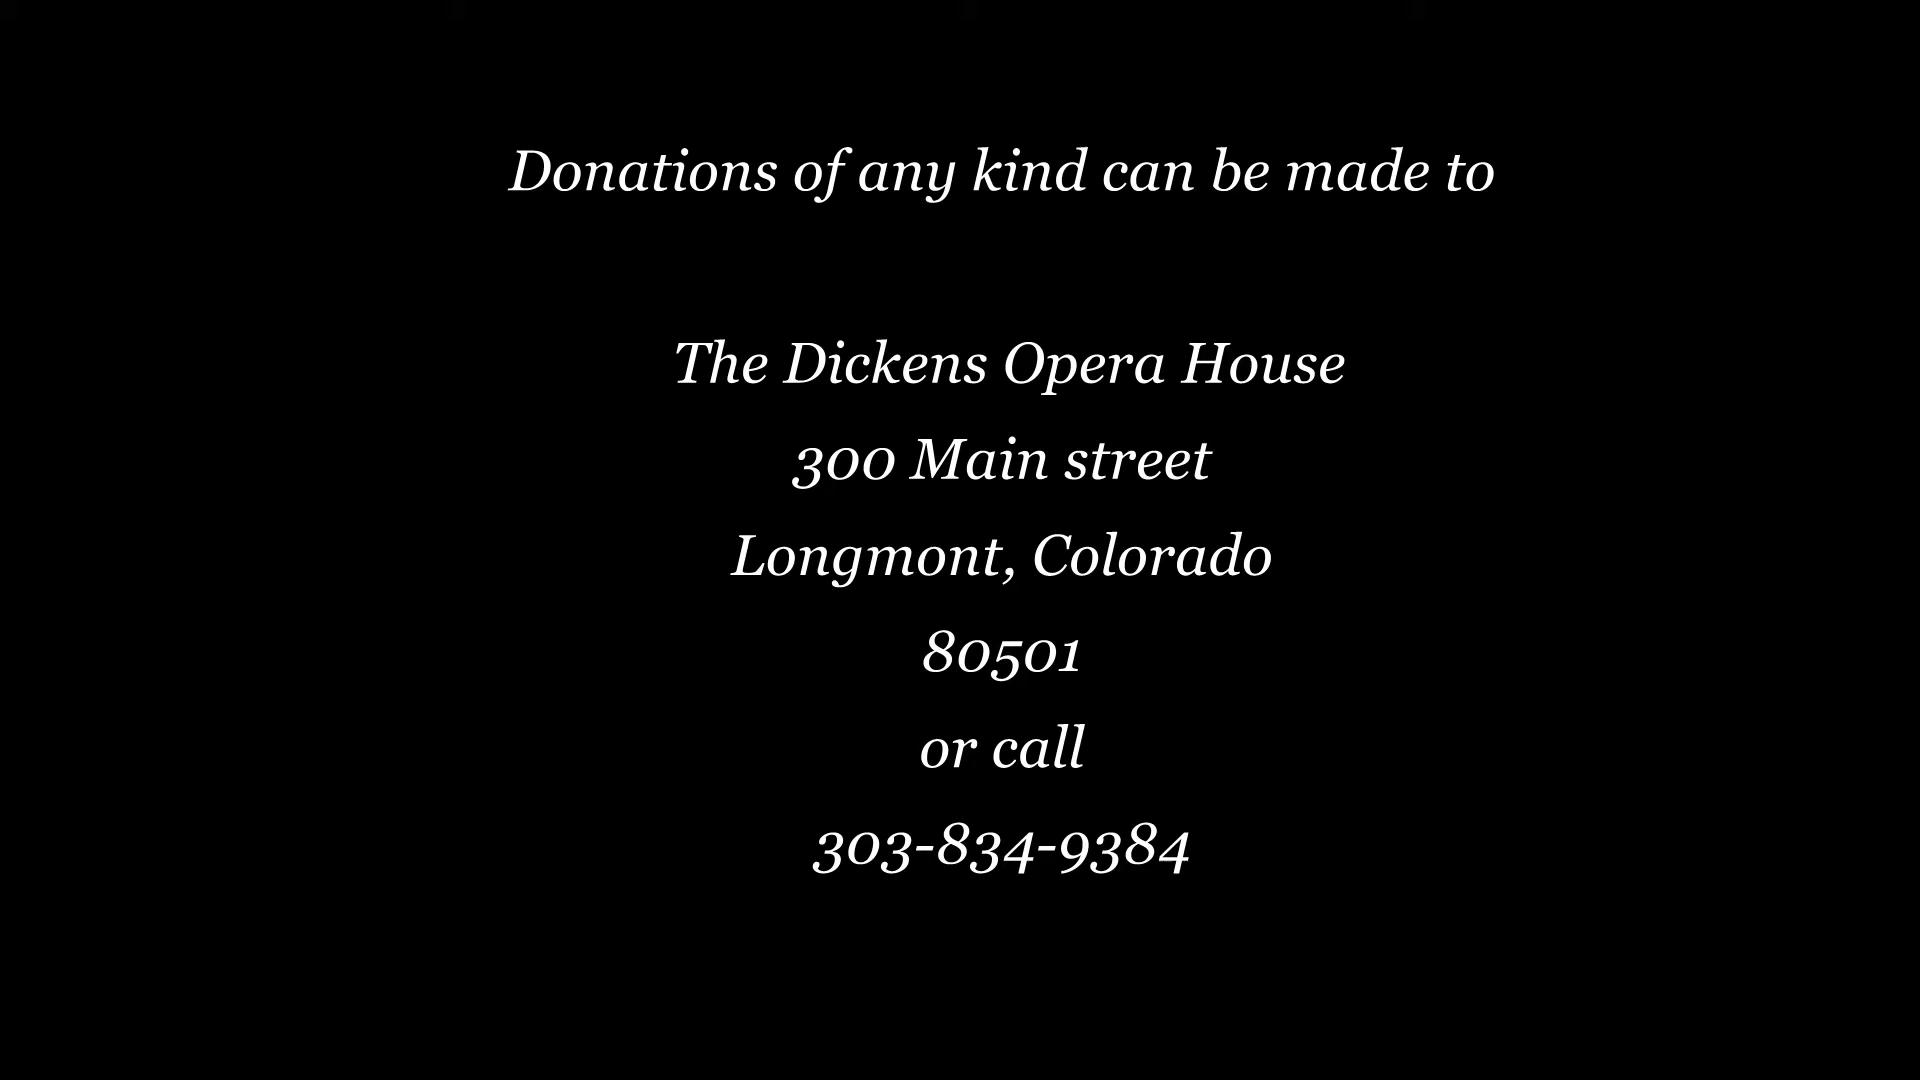 Donations of any kind can be made to
The Dickens Opera House
300 Main street
Longmont, Colorado
80501
or call
303-834-9384